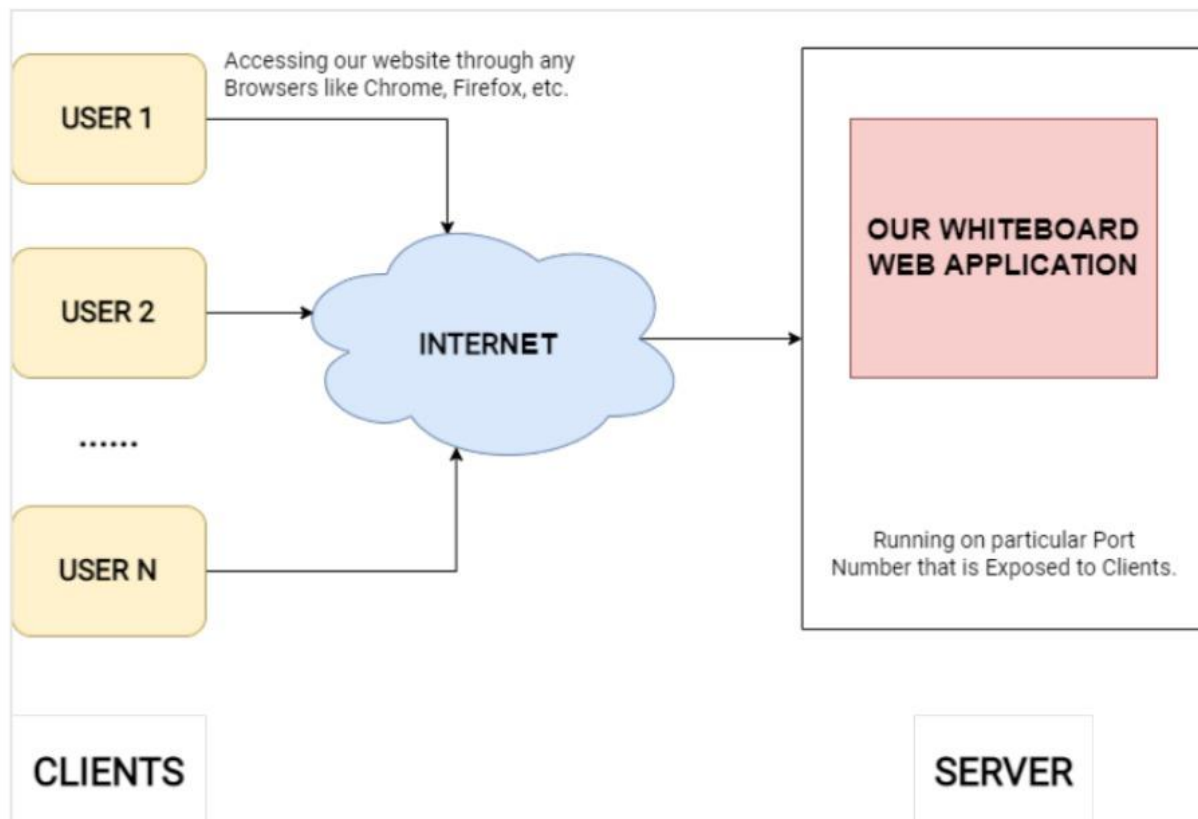 Accessing our website through any
Browsers like Chrome, Firefox, etc.
USER 1
OUR WHITEBOARD
WEB APPLICATION
USER 2
INTERNET
......
USER N
Running on particular Port
Number that is Exposed to Clients.
CLIENTS
SERVER